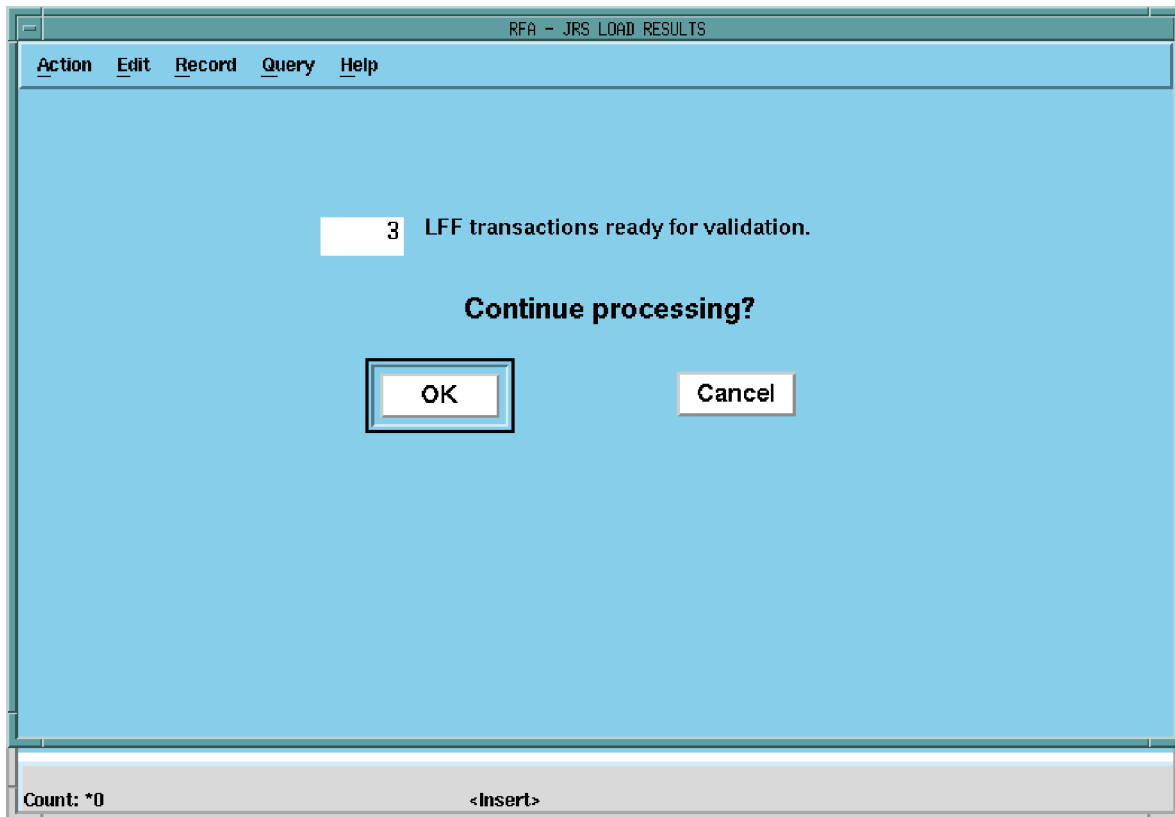 RFA - JRS LOAD RESULTS
Action Edit Record Query Help
3 LFF transactions ready for validation.
Continue processing?
OK Cancel
Count: *0 <Insert>